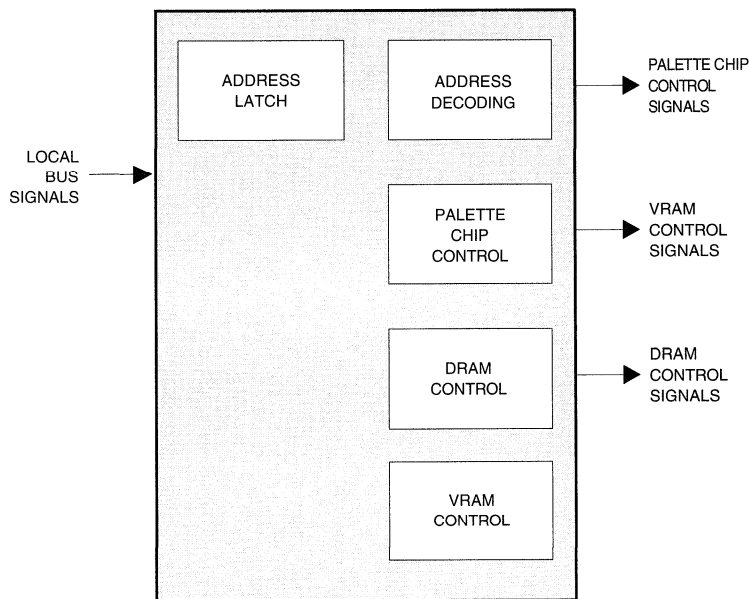 ADDRESS
LATCH
ADDRESS
DECODING
PALETTE CHIP
CONTROL
SIGNALS
LOCAL
BUS
SIGNALS
PALETTE
CHIP
CONTROL
VRAM
CONTROL
SIGNALS
DRAM
CONTROL
DRAM
CONTROL
SIGNALS
VRAM
CONTROL